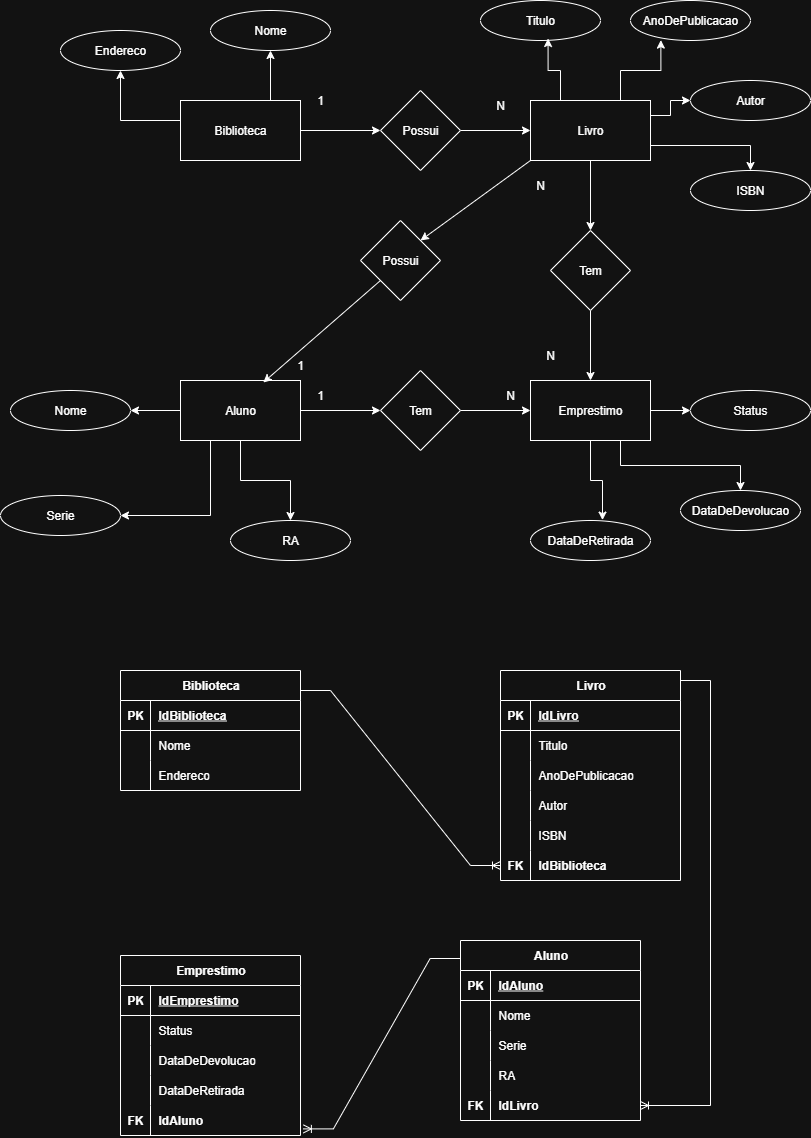 Titulo
AnoDePublicacao
Nome
Endereco
1
N
Autor
Biblioteca
Possui
Livro
N
ISBN
Possui
Tem
N
1
1
N
Nome
Aluno
Tem
Emprestimo
Status
Serie
RA
DataDeRetirada
DataDeDevolucao
Biblioteca
PK IdBiblioteca
Nome
Endereco
Livro
PK IdLivro
Titulo
AnoDePublicacao
Autor
ISBN
FK IdBiblioteca
Emprestimo
PK IdEmprestimo
Status
DataDeDevolucao
DataDeRetirada
FK IdAluno
Aluno
PK IdAluno
Nome
Serie
RA
FK IdLivro